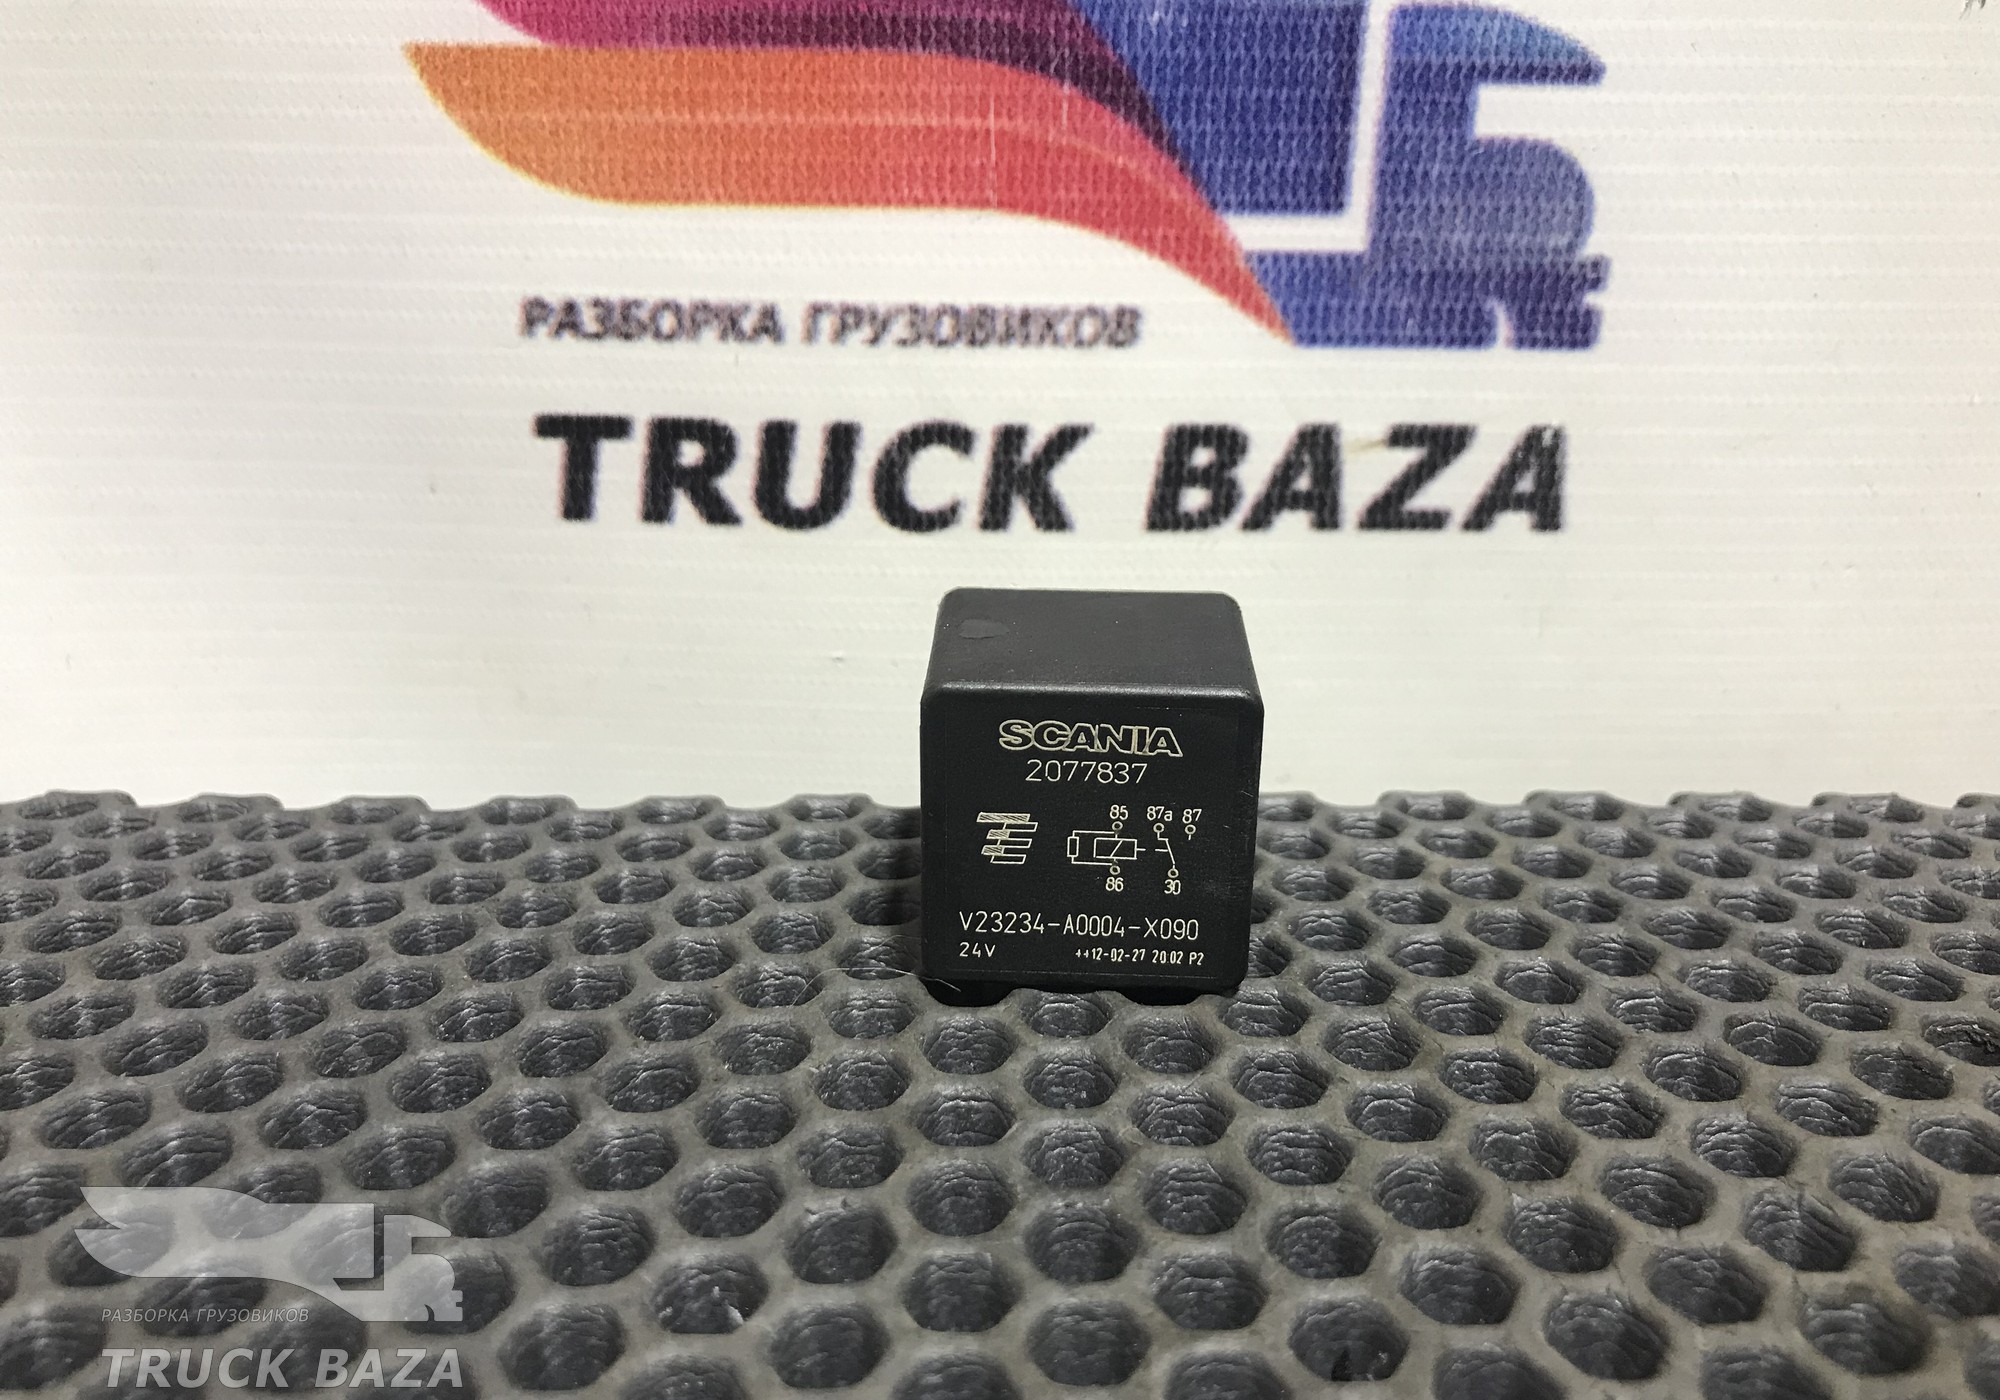 РАЗБОРКА ГРУЗОВИКОВ
TRUCK BAZA
SCANIA
2077837
85 87a 87
86 30
V23234-A0004-X090
24V ++12-02-27 20.02 P2
РАЗБОРКА ГРУЗОВИКОВ
TRUCK BAZA